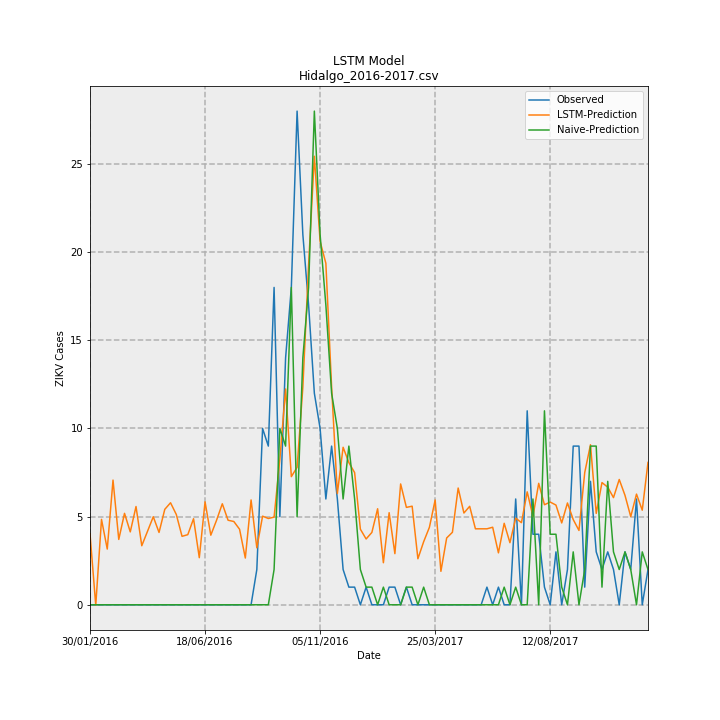 LSTM Model
Hidalgo_2016-2017.csv
Observed
LSTM-Prediction
Naive-Prediction
25
20
15
10
5
0
ZIKV Cases
30/01/2016
18/06/2016
05/11/2016
25/03/2017
12/08/2017
Date